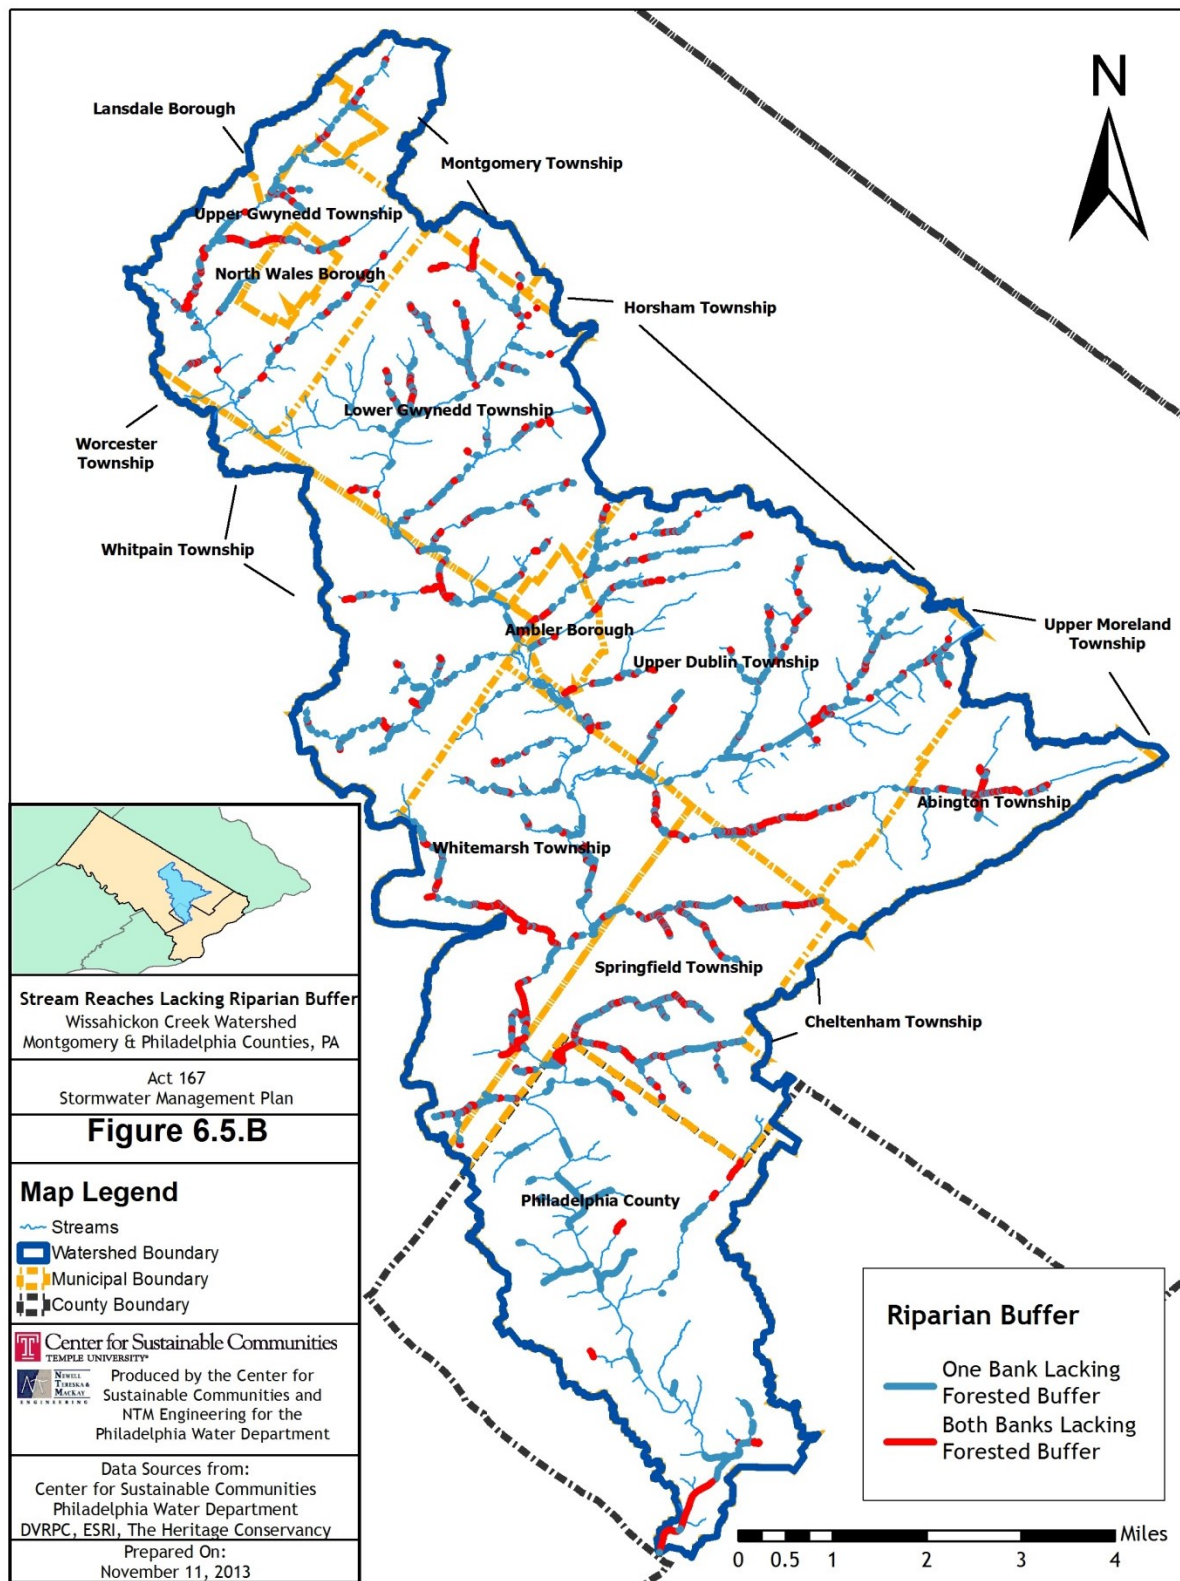 N
Lansdale Borough
Montgomery Township
Upper Gwynedd Township
North Wales Borough
Horsham Township
Lower Gwynedd Township
Worcester
Township
Whitpain Township
Ambler Borough
Upper Moreland
Township
Upper Dublin Township
Abington Township
Whitemarsh Township
Springfield Township
Cheltenham Township
Philadelphia County
Stream Reaches Lacking Riparian Buffer
Wissahickon Creek Watershed
Montgomery & Philadelphia Counties, PA
Act 167
Stormwater Management Plan
Figure 6.5.B
Map Legend
Streams
Watershed Boundary
Municipal Boundary
County Boundary
T
Center for Sustainable Communities
TEMPLE UNIVERSITY®
NEWELL
TERESKA &
MACKAY
ENGINEERING
Produced by the Center for
Sustainable Communities and
NTM Engineering for the
Philadelphia Water Department
Data Sources from:
Center for Sustainable Communities
Philadelphia Water Department
DVRPC, ESRI, The Heritage Conservancy
Prepared On:
November 11, 2013
Riparian Buffer
One Bank Lacking
Forested Buffer
Both Banks Lacking
Forested Buffer
Miles
0 0.5 1 2 3 4